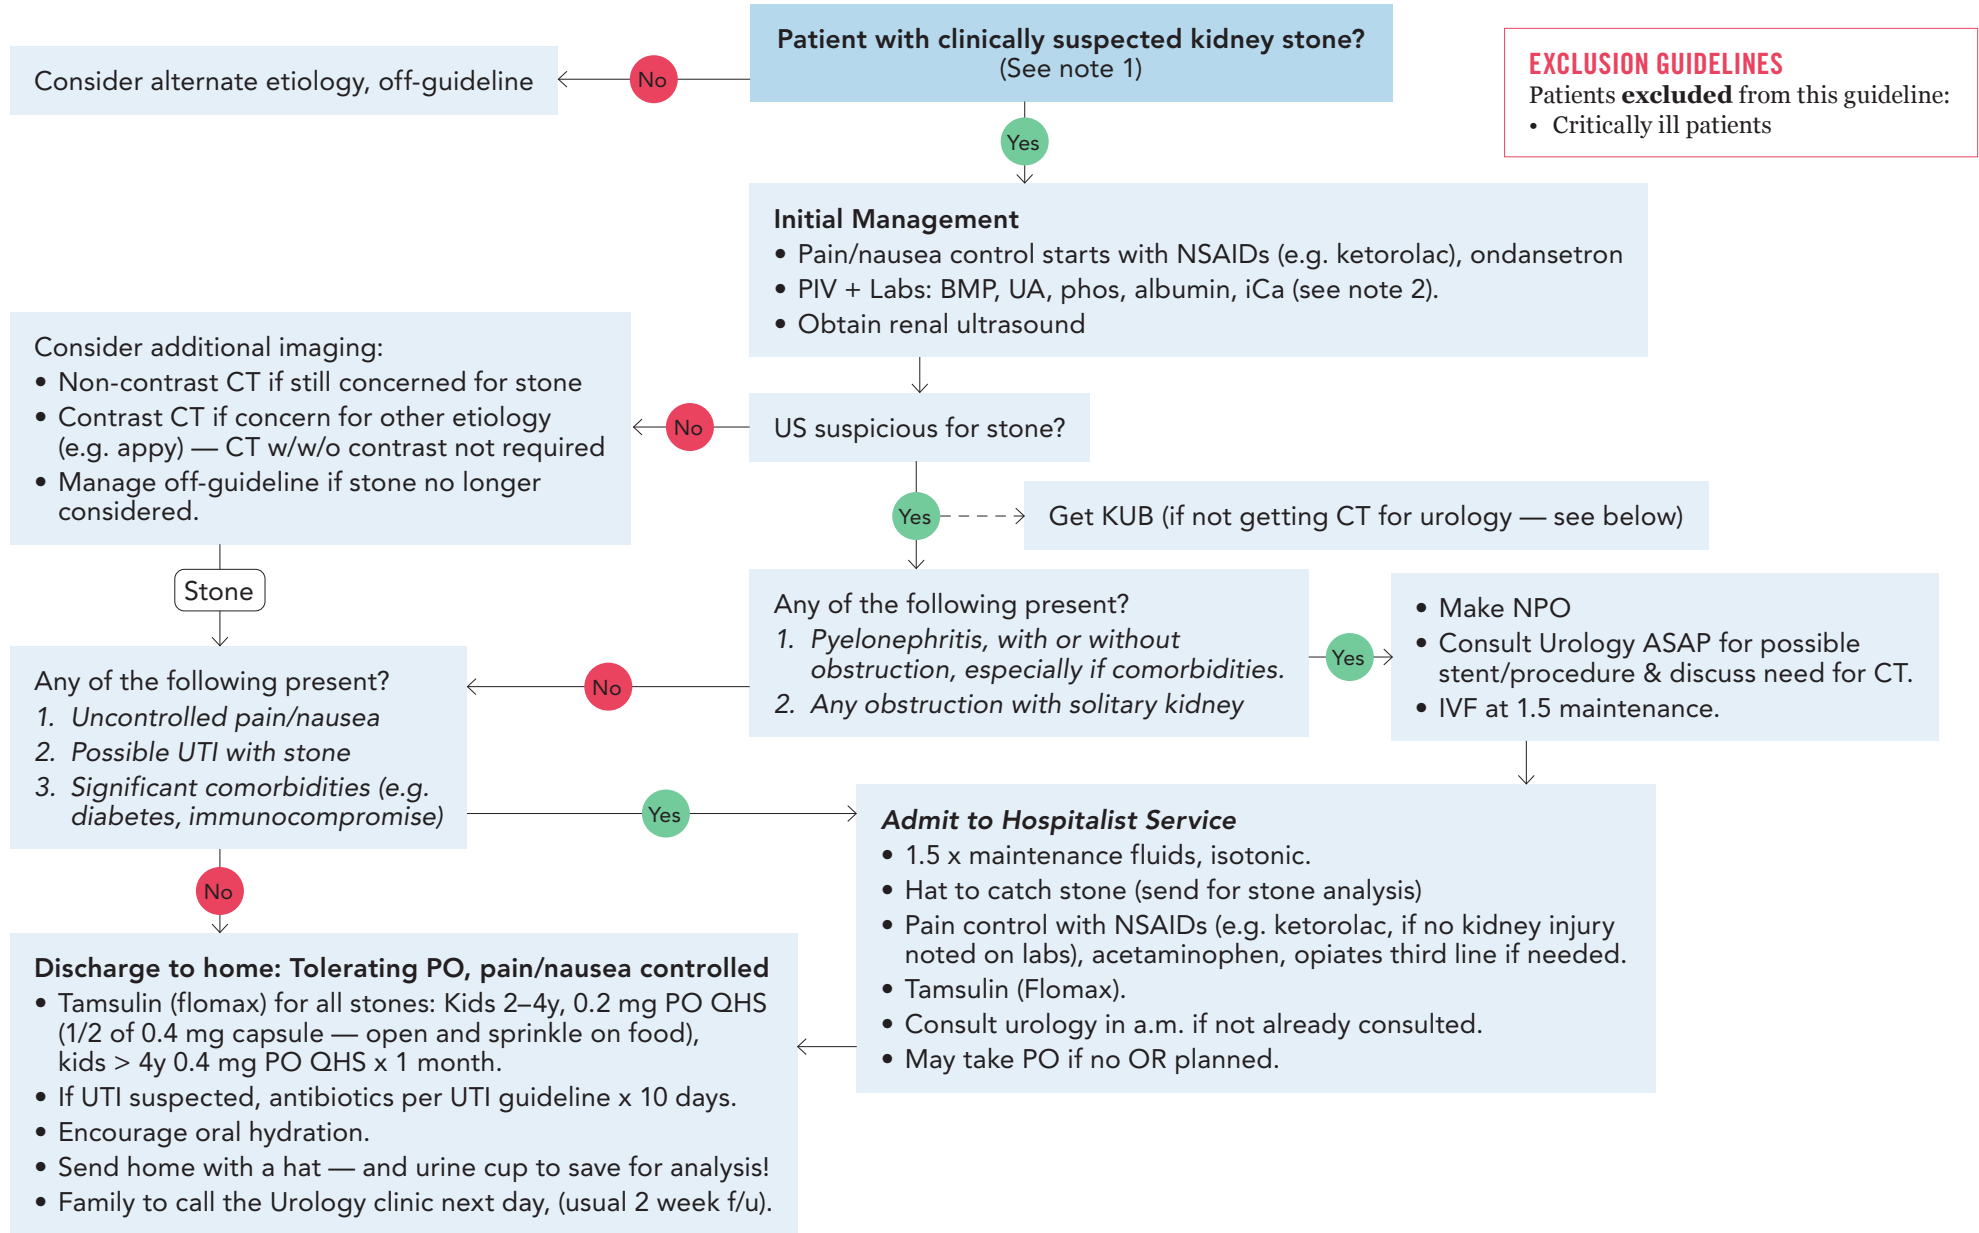 Patient with clinically suspected kidney stone?
(See note 1)
No
Consider alternate etiology, off-guideline
EXCLUSION GUIDELINES
Patients excluded from this guideline:
• Critically ill patients
Yes
Initial Management
• Pain/nausea control starts with NSAIDs (e.g. ketorolac), ondansetron
• PIV + Labs: BMP, UA, phos, albumin, iCa (see note 2).
• Obtain renal ultrasound
US suspicious for stone?
No
Consider additional imaging:
• Non-contrast CT if still concerned for stone
• Contrast CT if concern for other etiology
(e.g. appy) — CT w/w/o contrast not required
• Manage off-guideline if stone no longer
considered.
Yes
Get KUB (if not getting CT for urology — see below)
Stone
Any of the following present?
1. Pyelonephritis, with or without
obstruction, especially if comorbidities.
2. Any obstruction with solitary kidney
Yes
• Make NPO
• Consult Urology ASAP for possible
stent/procedure & discuss need for CT.
• IVF at 1.5 maintenance.
No
Any of the following present?
1. Uncontrolled pain/nausea
2. Possible UTI with stone
3. Significant comorbidities (e.g.
diabetes, immunocompromise)
Yes
Admit to Hospitalist Service
• 1.5 x maintenance fluids, isotonic.
• Hat to catch stone (send for stone analysis)
• Pain control with NSAIDs (e.g. ketorolac, if no kidney injury
noted on labs), acetaminophen, opiates third line if needed.
• Tamsulin (Flomax).
• Consult urology in a.m. if not already consulted.
• May take PO if no OR planned.
No
Discharge to home: Tolerating PO, pain/nausea controlled
• Tamsulin (flomax) for all stones: Kids 2–4y, 0.2 mg PO QHS
(1/2 of 0.4 mg capsule — open and sprinkle on food),
kids > 4y 0.4 mg PO QHS x 1 month.
• If UTI suspected, antibiotics per UTI guideline x 10 days.
• Encourage oral hydration.
• Send home with a hat — and urine cup to save for analysis!
• Family to call the Urology clinic next day, (usual 2 week f/u).